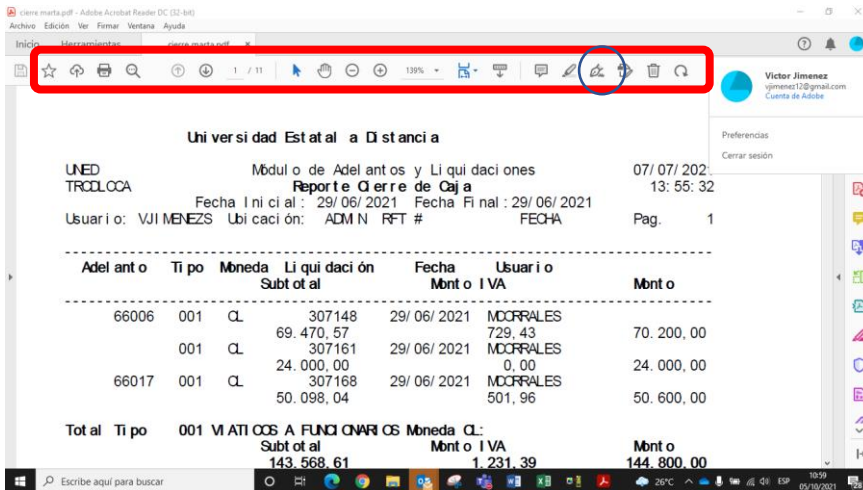 cierre marta.pdf - Adobe Acrobat Reader DC (32-bit)
Archivo Edición Ver Firmar Ventana Ayuda
Inicio Herramientas cierre marta.pdf ×
1 / 11 139%
Victor Jimenez
vjimenez12@gmail.com
Cuenta de Adobe
Preferencias
Cerrar sesión
Universidad Estatal a Distancia
UNED Módulo de Adelantos y Liquidaciones 07/07/2021
TRCDLCCA Reporte Cierre de Caja 13:55:32
Fecha Inicial: 29/06/2021 Fecha Final: 29/06/2021
Usuario: VJIMENEZS Ubicación: ADMIN RFT # FECHA Pag. 1
Adelanto Tipo Moneda Liquidación Fecha Usuario
Subtotal Monto IVA Monto
66006 001 CL 307148 29/06/2021 MDCRRALES
69.470,57 729,43 70.200,00
001 CL 307161 29/06/2021 MDCRRALES
24.000,00 0,00 24.000,00
66017 001 CL 307168 29/06/2021 MDCRRALES
50.098,04 501,96 50.600,00
Total Tipo 001 VIATICOS A FUNCIONARIOS Moneda CL:
Subtotal Monto IVA Monto
143.568,61 1.231,39 144.800,00
Escribe aquí para buscar
26°C ESP
10:59
05/10/2021